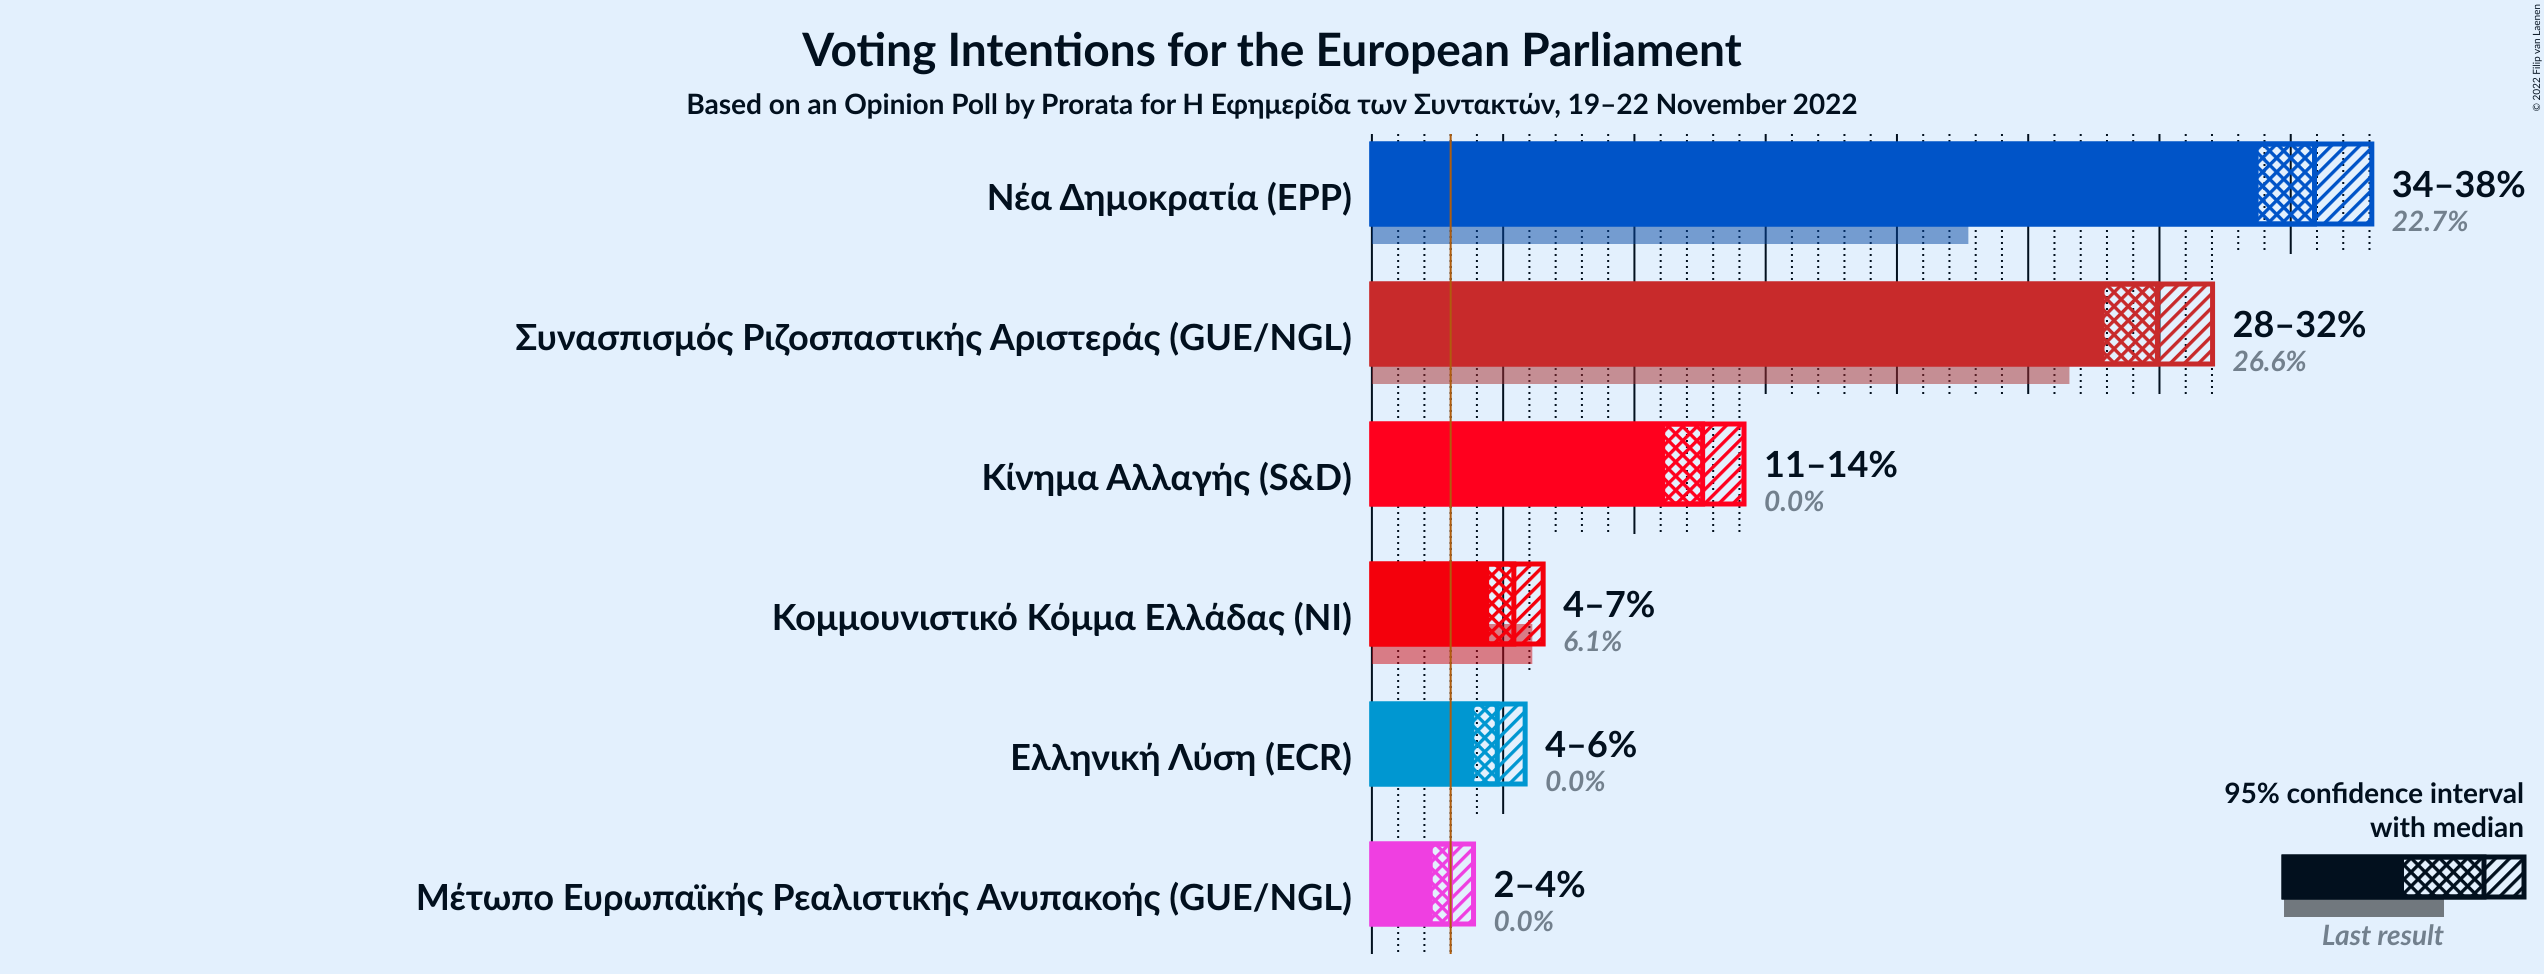 Voting Intentions for the European Parliament
Based on an Opinion Poll by Prorata for Η Εφημερίδα των Συντακτών, 19–22 November 2022
© 2022 Filip van Laenen
Νέα Δημοκρατία (EPP)
34–38%
22.7%
Συνασπισμός Ριζοσπαστικής Αριστεράς (GUE/NGL)
28–32%
26.6%
Κίνημα Αλλαγής (S&D)
11–14%
0.0%
Κομμουνιστικό Κόμμα Ελλάδας (NI)
4–7%
6.1%
Ελληνική Λύση (ECR)
4–6%
0.0%
Μέτωπο Ευρωπαϊκής Ρεαλιστικής Ανυπακοής (GUE/NGL)
2–4%
0.0%
95% confidence interval
with median
Last result